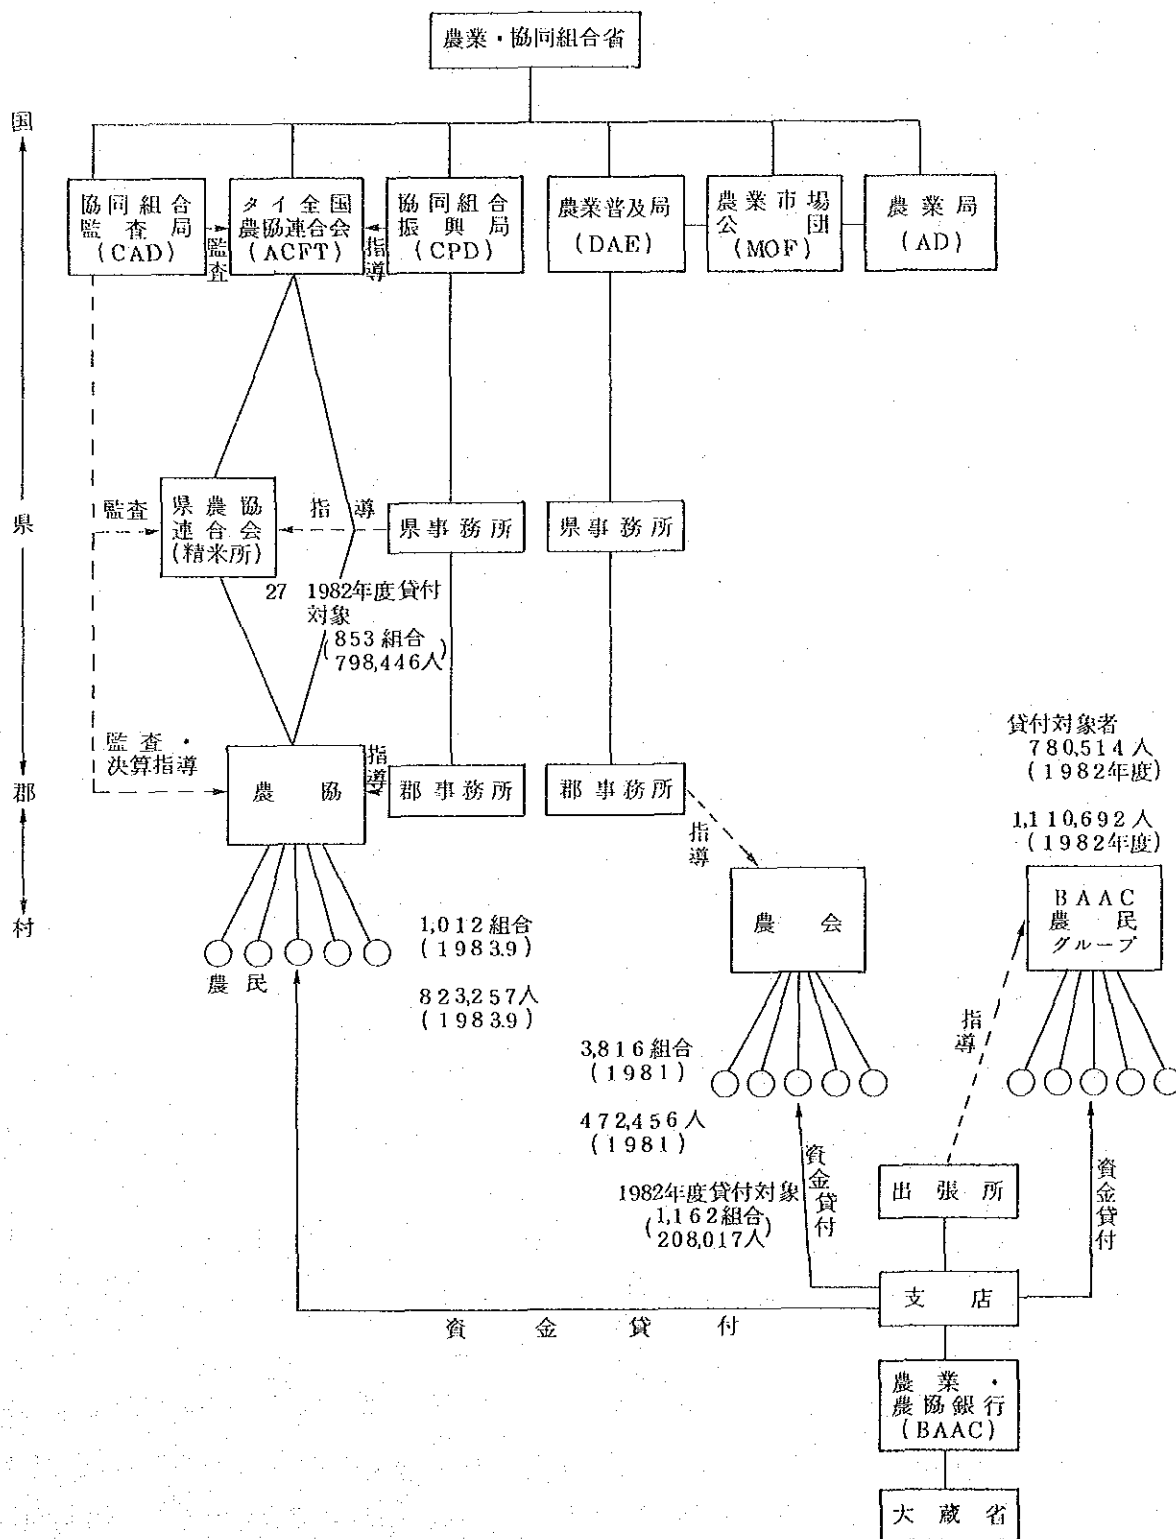 農業・協同組合省
国
協同組合
監査局
(CAD)
監査
タイ全国
農協連合会
(ACFT)
指導
協同組合
振興局
(CPD)
農業普及局
(DAE)
農業市場
公団
(MOF)
農業局
(AD)
県
監査
県農協
連合会
(精米所)
指導
県事務所
県事務所
27 1982年度貸付
対象
(853組合
798,446人)
監査・
決算指導
農協
指導
郡事務所
郡事務所
指導
郡
村
農民
1,012組合
(1983.9)
823,257人
(1983.9)
貸付対象者
780,514人
(1982年度)
1,110,692人
(1982年度)
農会
BAAC
農民
グループ
指導
3,816組合
(1981)
472,456人
(1981)
1982年度貸付対象
(1,162組合
208,017人)
資金貸付
出張所
資金貸付
支店
資金貸付
農業・
農協銀行
(BAAC)
大蔵省